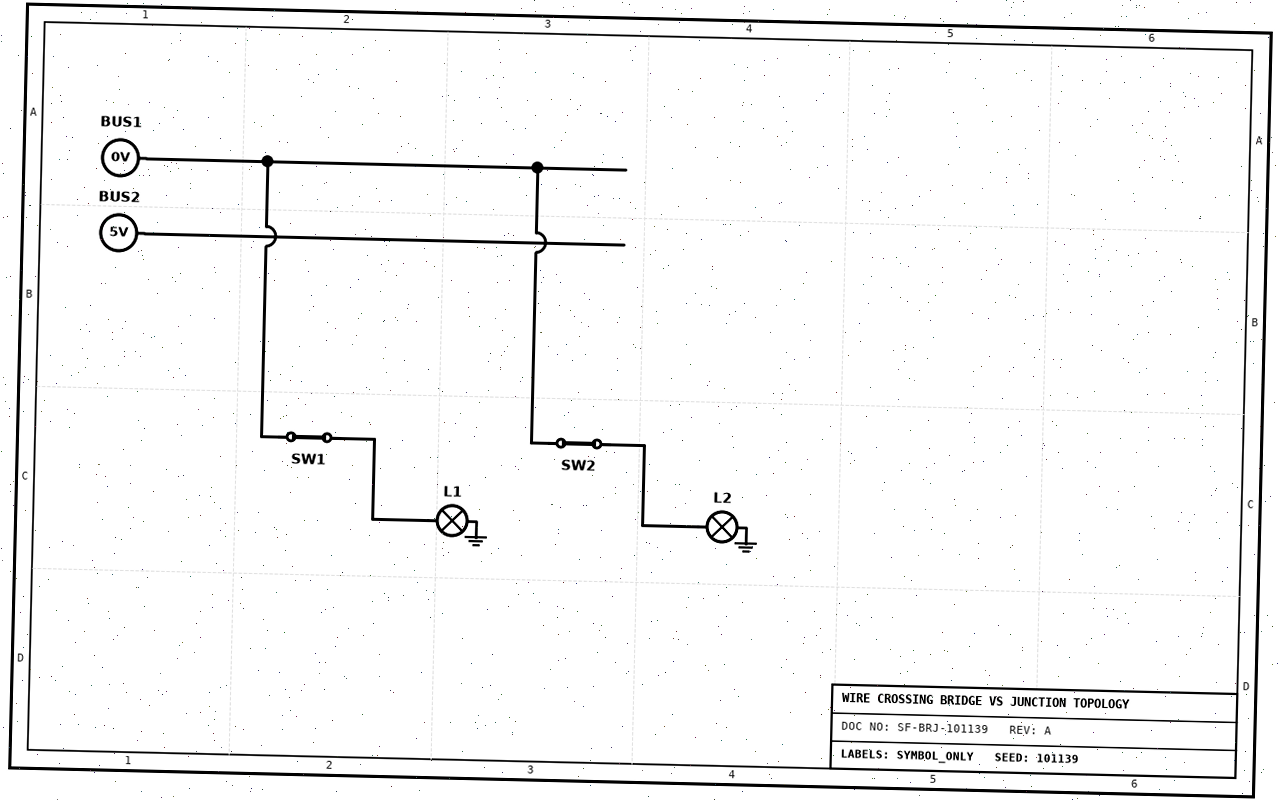 1 2 3 4 5 6
A A
BUS1
0V
BUS2
5V
B B
SW1
SW2
L1
L2
C C
D D
WIRE CROSSING BRIDGE VS JUNCTION TOPOLOGY
DOC NO: SF-BRJ-101139 REV: A
LABELS: SYMBOL_ONLY SEED: 101139
1 2 3 4 5 6